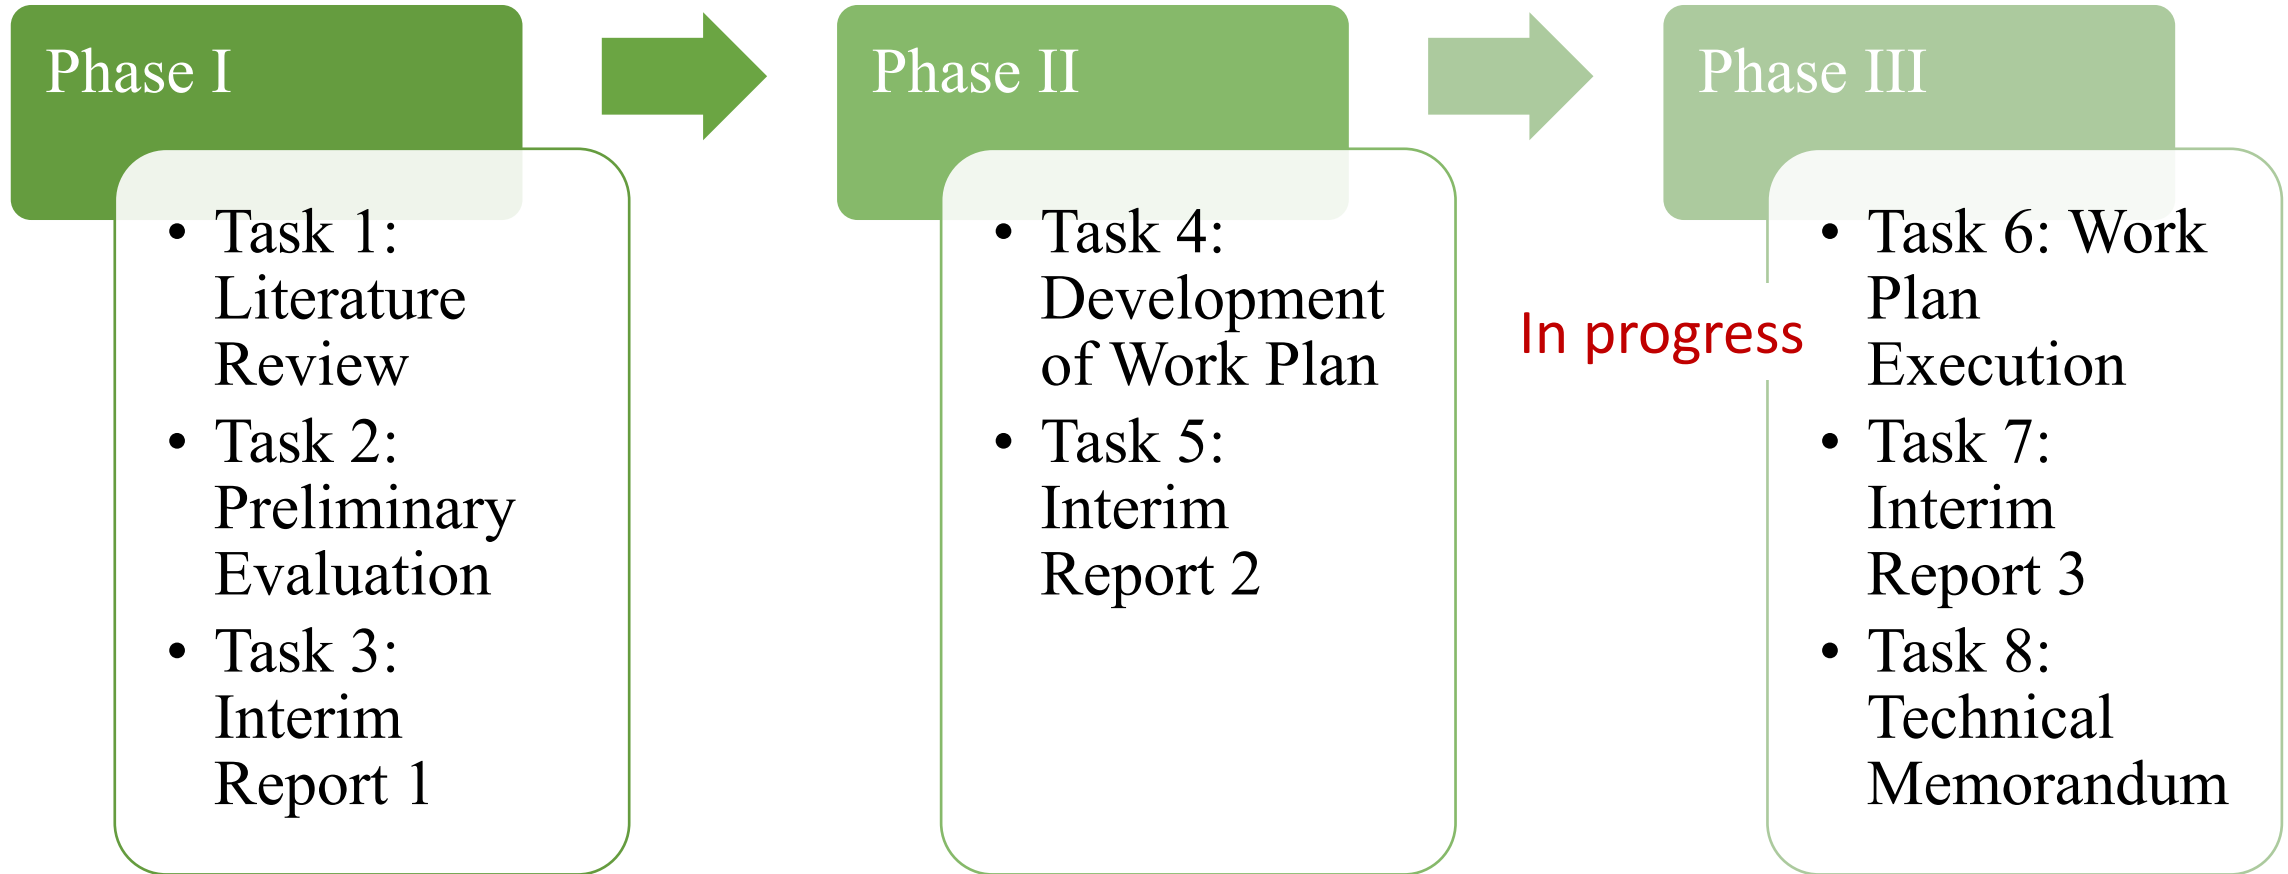 Phase I
• Task 1:
Literature
Review
• Task 2:
Preliminary
Evaluation
• Task 3:
Interim
Report 1
Phase II
• Task 4:
Development
of Work Plan
• Task 5:
Interim
Report 2
In progress
Phase III
• Task 6: Work
Plan
Execution
• Task 7:
Interim
Report 3
• Task 8:
Technical
Memorandum